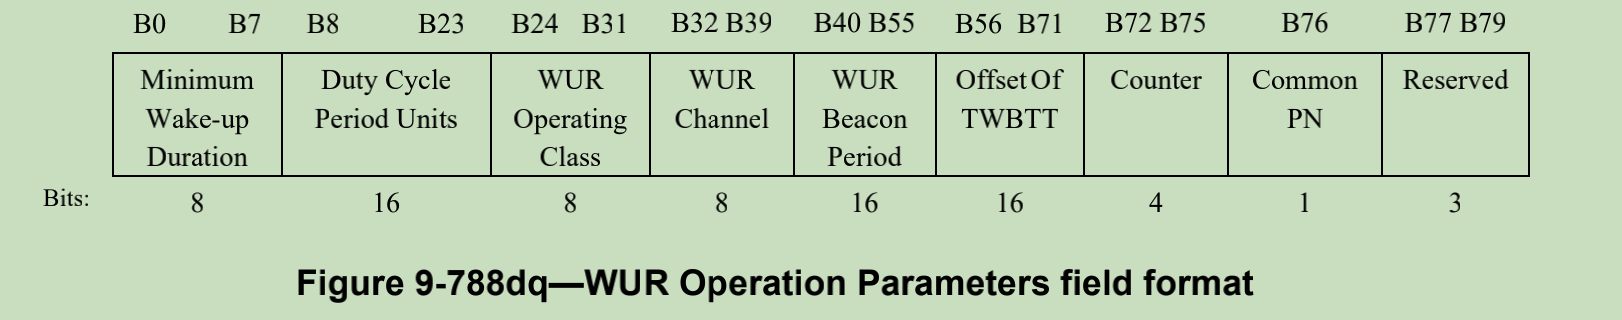 B0 B7 B8 B23 B24 B31 B32 B39 B40 B55 B56 B71 B72 B75 B76 B77 B79
Minimum Duty Cycle WUR WUR WUR Offset Of Counter Common Reserved
Wake-up Period Units Operating Channel Beacon TWBTT PN
Duration Class Period
Bits: 8 16 8 8 16 16 4 1 3
Figure 9-788dq—WUR Operation Parameters field format